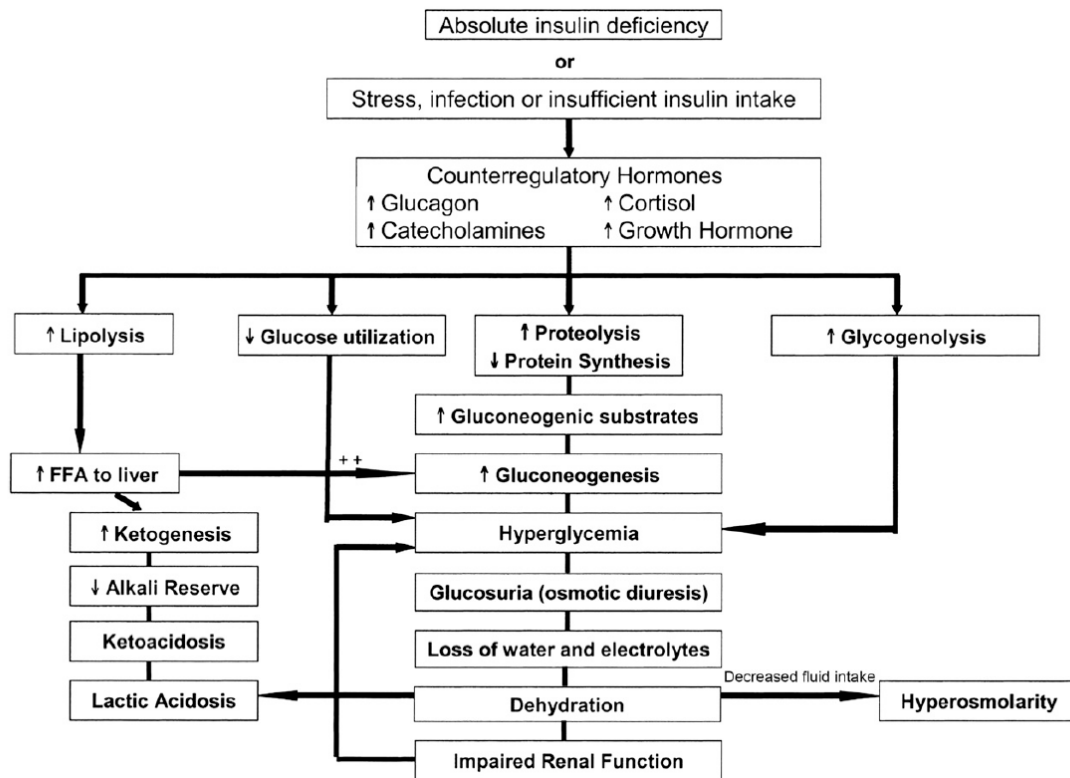 Absolute insulin deficiency
or
Stress, infection or insufficient insulin intake
Counterregulatory Hormones
↑ Glucagon ↑ Cortisol
↑ Catecholamines ↑ Growth Hormone
↑ Lipolysis
↓ Glucose utilization
↑ Proteolysis
↓ Protein Synthesis
↑ Glycogenolysis
↑ Gluconeogenic substrates
↑ FFA to liver
++
↑ Gluconeogenesis
↑ Ketogenesis
Hyperglycemia
↓ Alkali Reserve
Glucosuria (osmotic diuresis)
Ketoacidosis
Loss of water and electrolytes
Lactic Acidosis
Dehydration
Decreased fluid intake
Hyperosmolarity
Impaired Renal Function